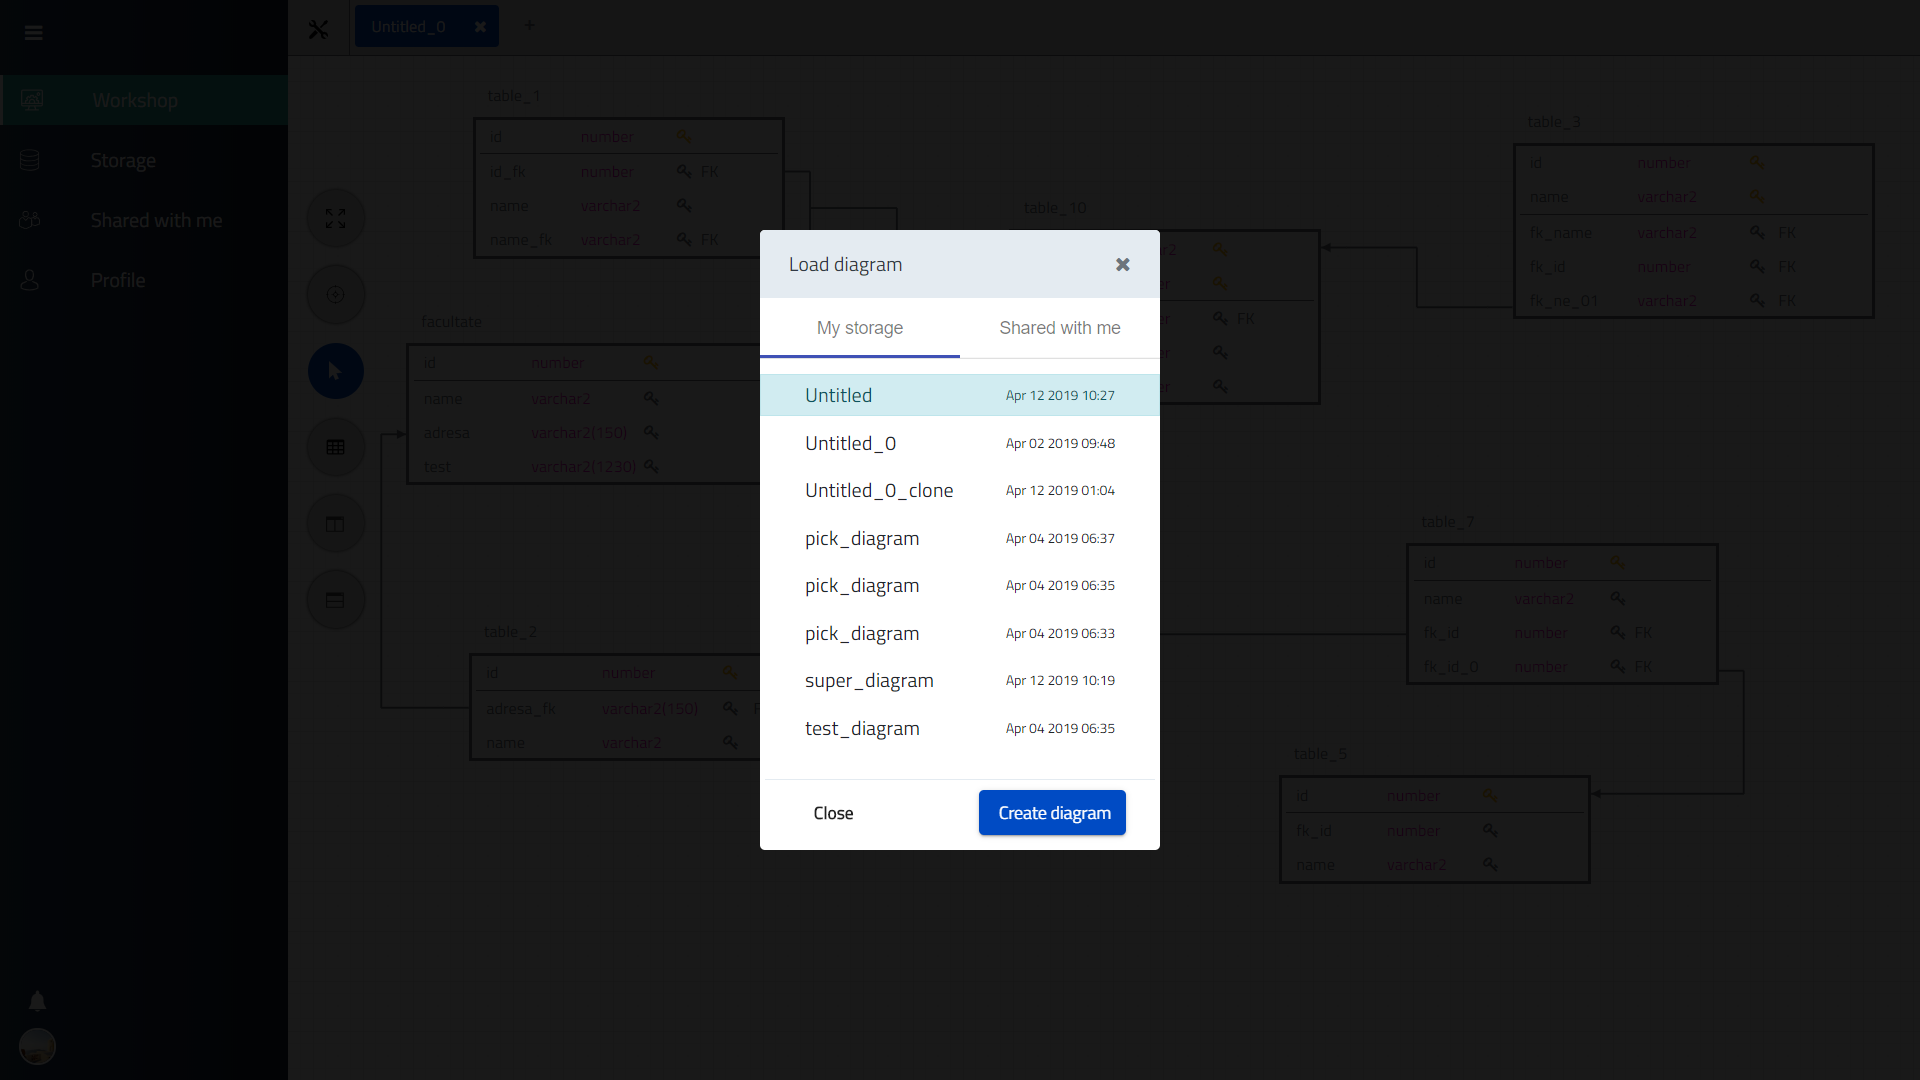 Untitled_0
Workshop
Storage
Shared with me
Profile
table_1
id number
id_fk number FK
name varchar2
name_fk varchar2 FK
table_3
id number
name varchar2
fk_name varchar2 FK
fk_id number FK
fk_ne_01 varchar2 FK
table_10
FK
facultate
id number
name varchar2
adresa varchar2(150)
test varchar2(1230)
Load diagram
My storage Shared with me
Untitled Apr 12 2019 10:27
Untitled_0 Apr 02 2019 09:48
Untitled_0_clone Apr 12 2019 01:04
pick_diagram Apr 04 2019 06:37
pick_diagram Apr 04 2019 06:35
pick_diagram Apr 04 2019 06:33
super_diagram Apr 12 2019 10:19
test_diagram Apr 04 2019 06:35
Close Create diagram
table_2
id number
adresa_fk varchar2(150)
name varchar2
table_7
id number
name varchar2
fk_id number FK
fk_id_0 number FK
table_5
id number
fk_id number
name varchar2